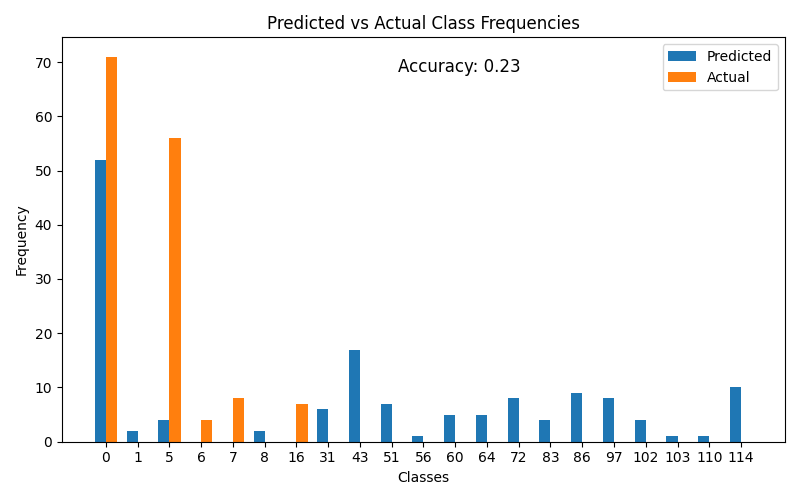 Predicted vs Actual Class Frequencies
Accuracy: 0.23
Predicted
Actual
Frequency
70
60
50
40
30
20
10
0
0 1 5 6 7 8 16 31 43 51 56 60 64 72 83 86 97 102 103 110 114
Classes